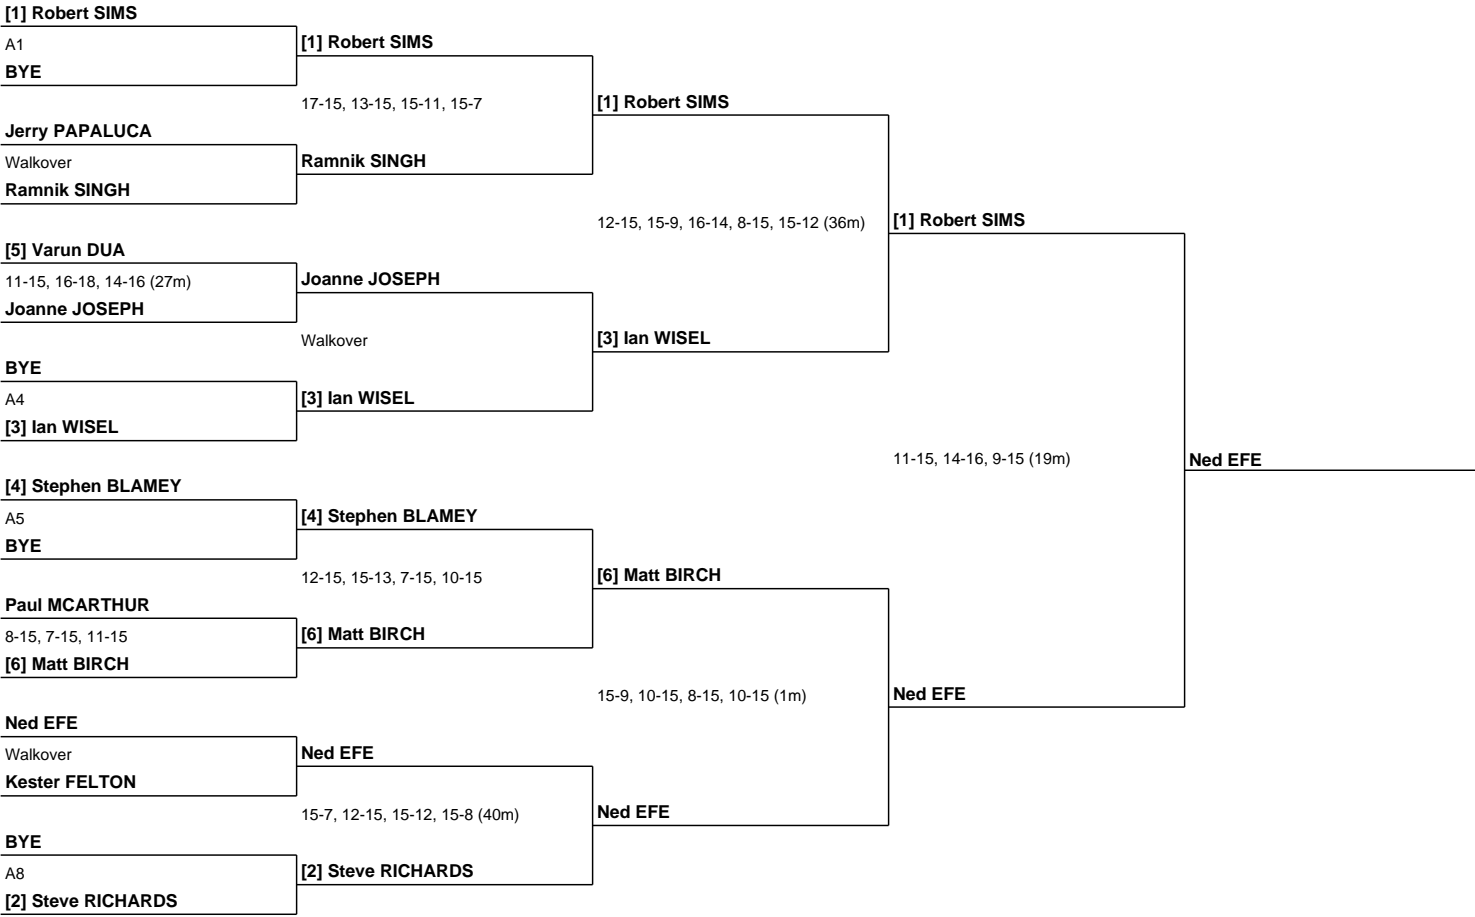 [1] Robert SIMS
A1
BYE
Jerry PAPALUCA
Walkover
Ramnik SINGH
[5] Varun DUA
11-15, 16-18, 14-16 (27m)
Joanne JOSEPH
BYE
A4
[3] Ian WISEL
[4] Stephen BLAMEY
A5
BYE
Paul MCARTHUR
8-15, 7-15, 11-15
[6] Matt BIRCH
Ned EFE
Walkover
Kester FELTON
BYE
A8
[2] Steve RICHARDS
[1] Robert SIMS
17-15, 13-15, 15-11, 15-7
Ramnik SINGH
Joanne JOSEPH
Walkover
[3] Ian WISEL
[4] Stephen BLAMEY
12-15, 15-13, 7-15, 10-15
[6] Matt BIRCH
Ned EFE
15-7, 12-15, 15-12, 15-8 (40m)
[2] Steve RICHARDS
[1] Robert SIMS
12-15, 15-9, 16-14, 8-15, 15-12 (36m)
[3] Ian WISEL
[6] Matt BIRCH
15-9, 10-15, 8-15, 10-15 (1m)
Ned EFE
[1] Robert SIMS
11-15, 14-16, 9-15 (19m)
Ned EFE
Ned EFE